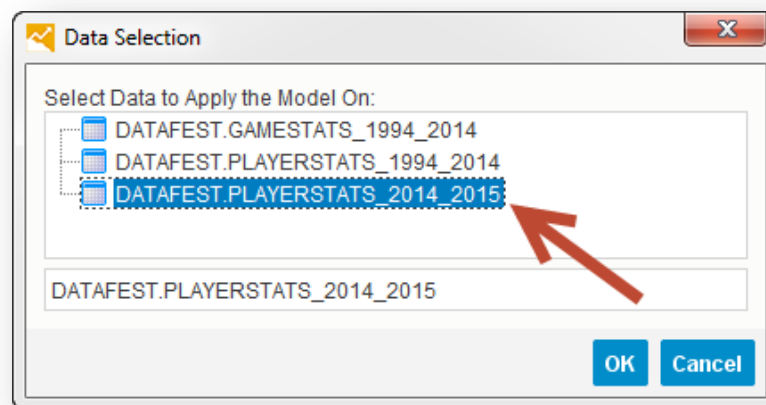 Data Selection
Select Data to Apply the Model On:
DATAFEST.GAMESTATS_1994_2014
DATAFEST.PLAYERSTATS_1994_2014
DATAFEST.PLAYERSTATS_2014_2015
DATAFEST.PLAYERSTATS_2014_2015
OK Cancel